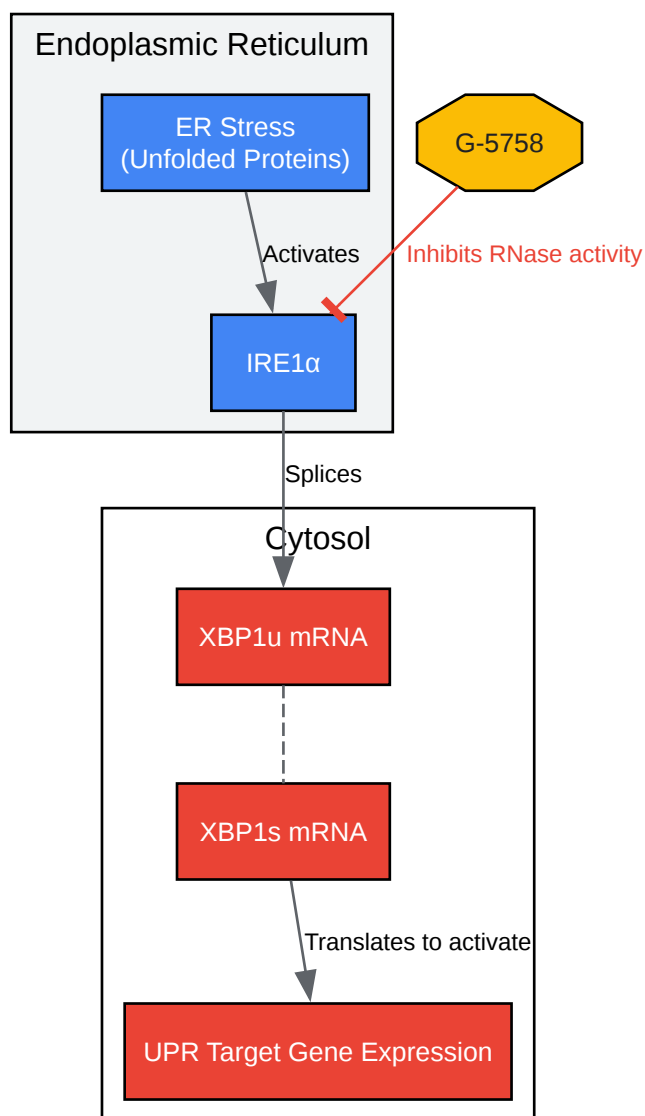 Endoplasmic Reticulum
ER Stress
(Unfolded Proteins)
G-5758
Activates
Inhibits RNase activity
IRE1α
Splices
Cytosol
XBP1u mRNA
XBP1s mRNA
Translates to activate
UPR Target Gene Expression